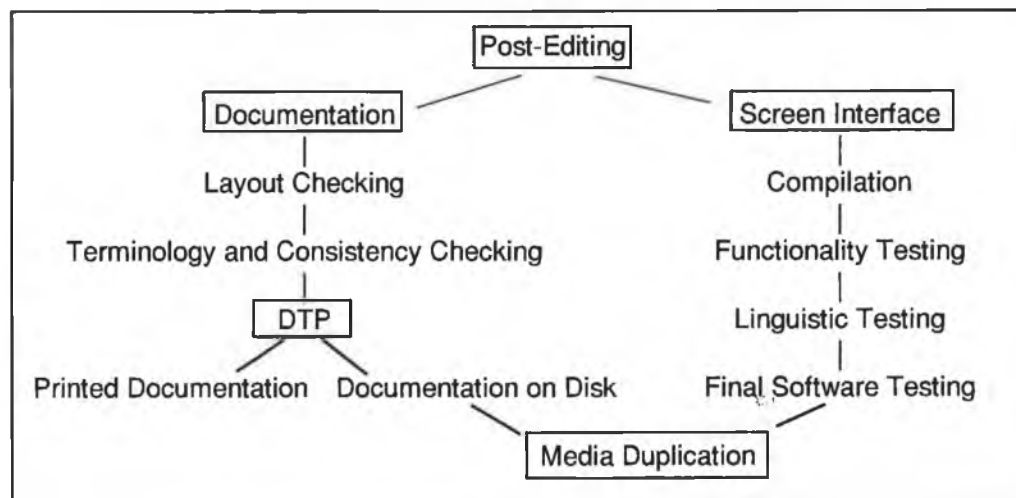 Post-Editing
Documentation
Screen Interface
Layout Checking
Compilation
Terminology and Consistency Checking
Functionality Testing
DTP
Linguistic Testing
Printed Documentation
Documentation on Disk
Final Software Testing
Media Duplication